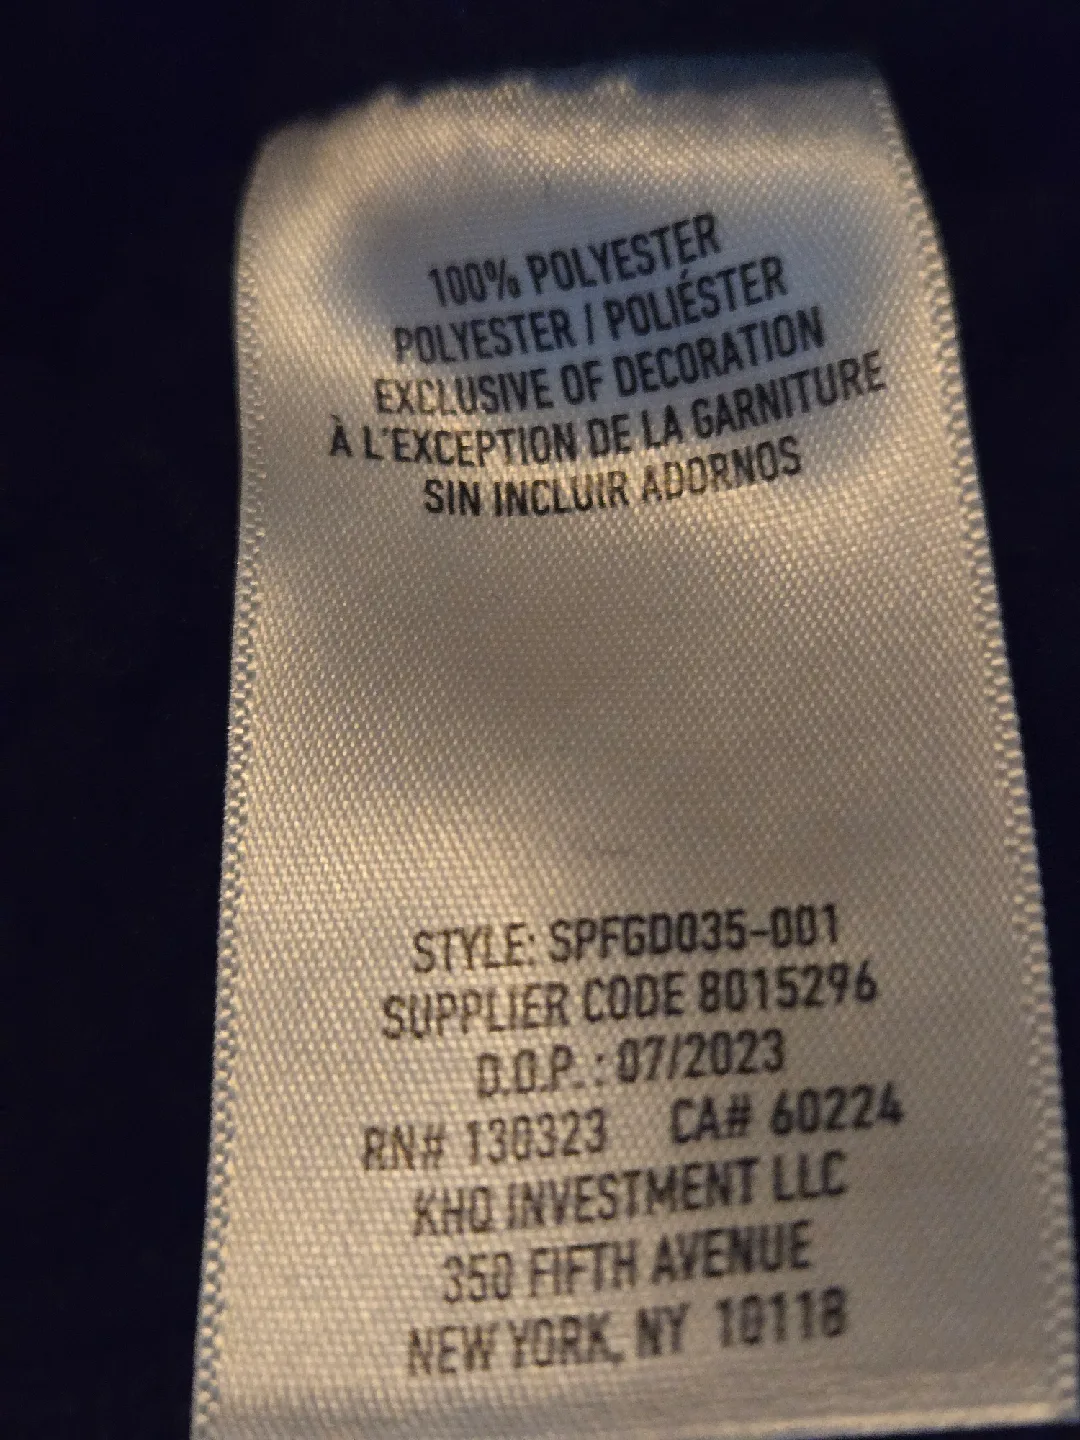 100% POLYESTER
POLYESTER / POLIÉSTER
EXCLUSIVE OF DECORATION
À L'EXCEPTION DE LA GARNITURE
SIN INCLUIR ADORNOS
STYLE: SPFGD035-001
SUPPLIER CODE 8015296
D.O.P.: 07/2023
RN# 130323 CA# 60224
KHQ INVESTMENT LLC
350 FIFTH AVENUE
NEW YORK, NY 10118